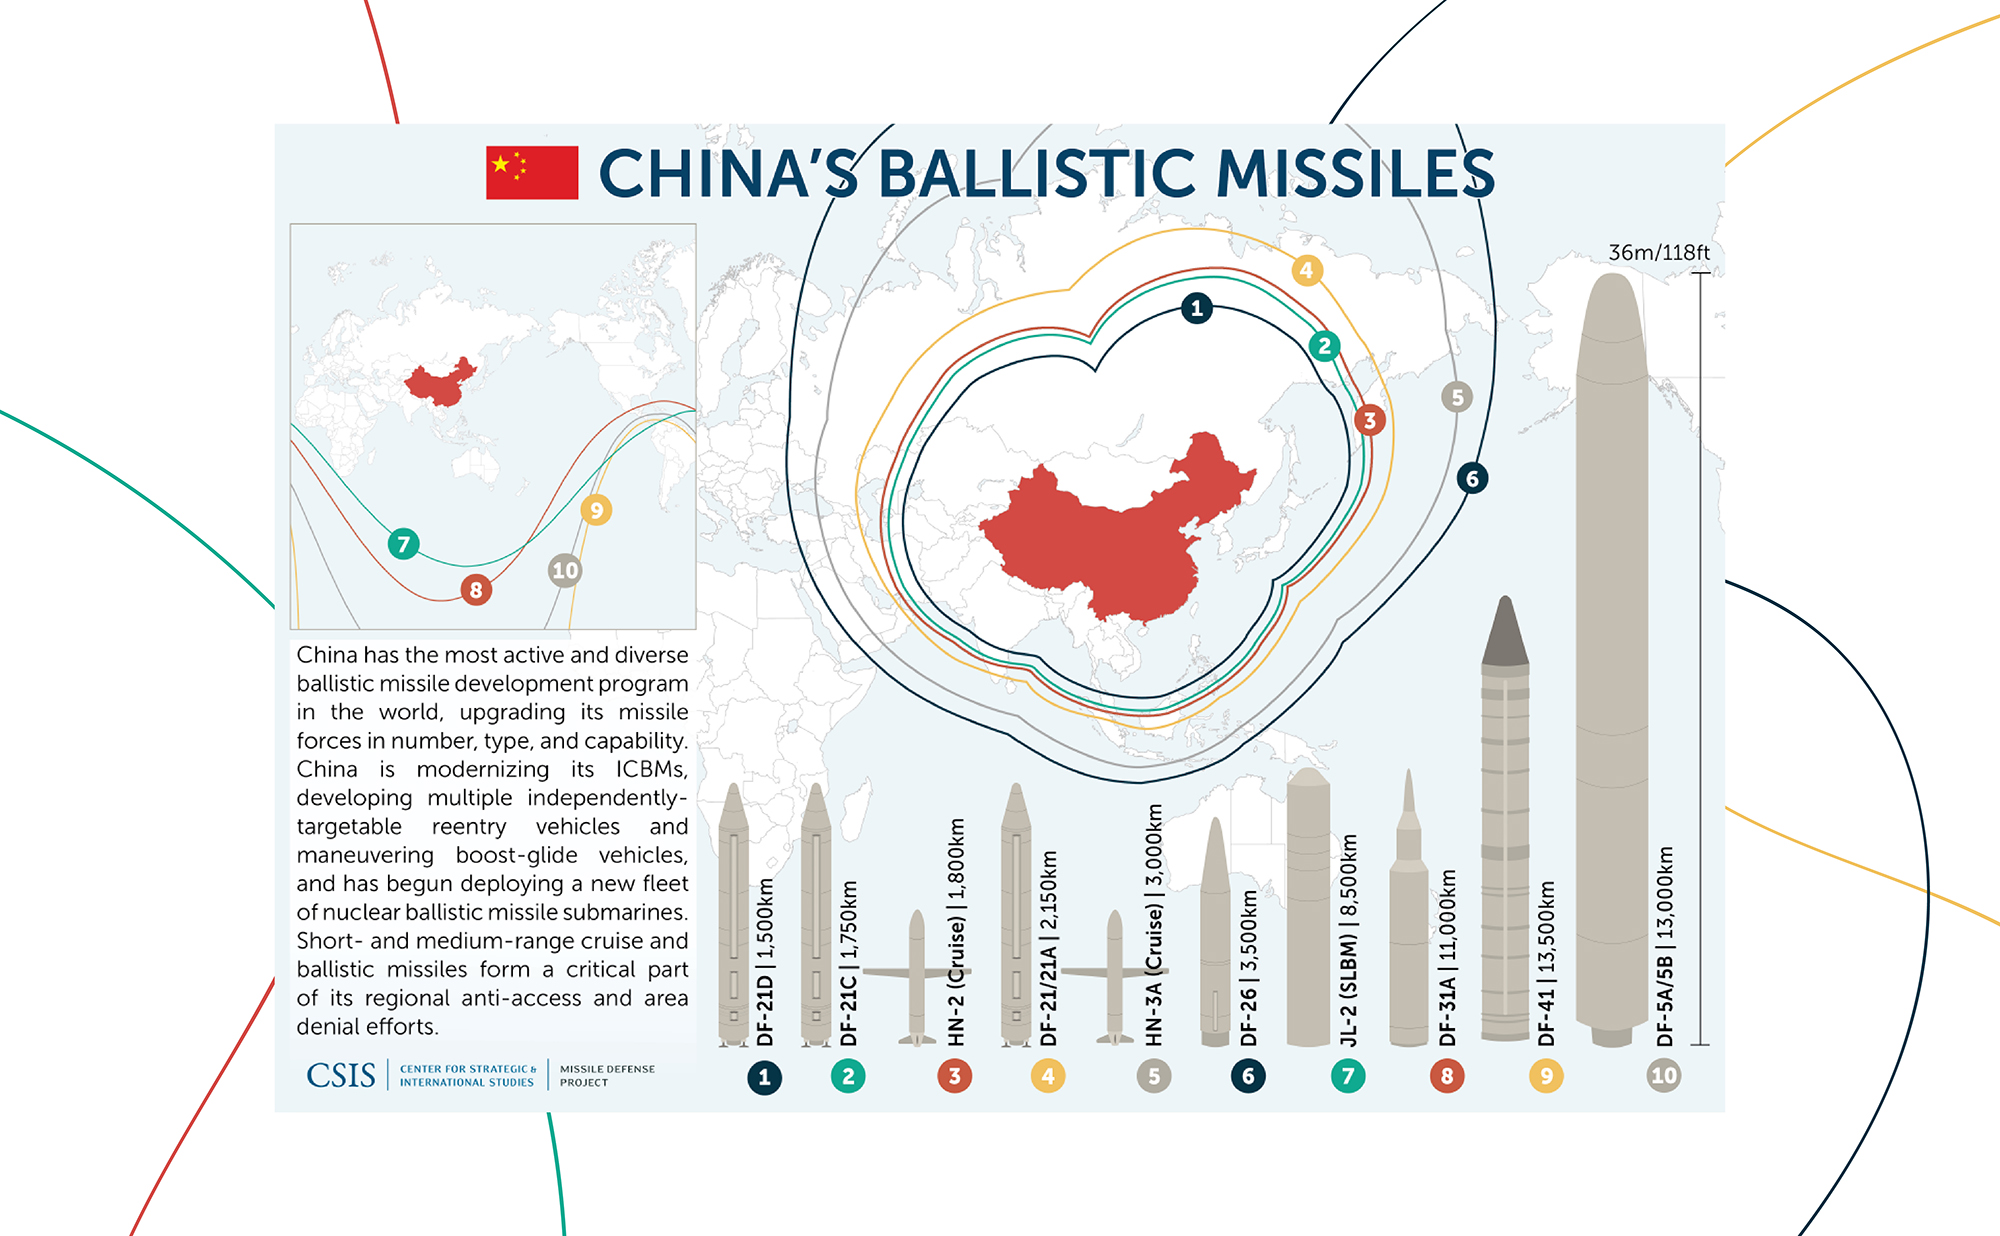 CHINA'S BALLISTIC MISSILES
36m/118ft
1
2
3
4
5
6
7
8
9
10
China has the most active and diverse
ballistic missile development program
in the world, upgrading its missile
forces in number, type, and capability.
China is modernizing its ICBMs,
developing multiple independently-
targetable reentry vehicles and
maneuvering boost-glide vehicles,
and has begun deploying a new fleet
of nuclear ballistic missile submarines.
Short- and medium-range cruise and
ballistic missiles form a critical part
of its regional anti-access and area
denial efforts.
CSIS
CENTER FOR STRATEGIC &
INTERNATIONAL STUDIES
MISSILE DEFENSE
PROJECT
DF-21D | 1,500km
1
DF-21C | 1,750km
2
HN-2 (Cruise) | 1,800km
3
DF-21/21A | 2,150km
4
HN-3A (Cruise) | 3,000km
5
DF-26 | 3,500km
6
JL-2 (SLBM) | 8,500km
7
DF-31A | 11,000km
8
DF-41 | 13,500km
9
DF-5A/5B | 13,000km
10